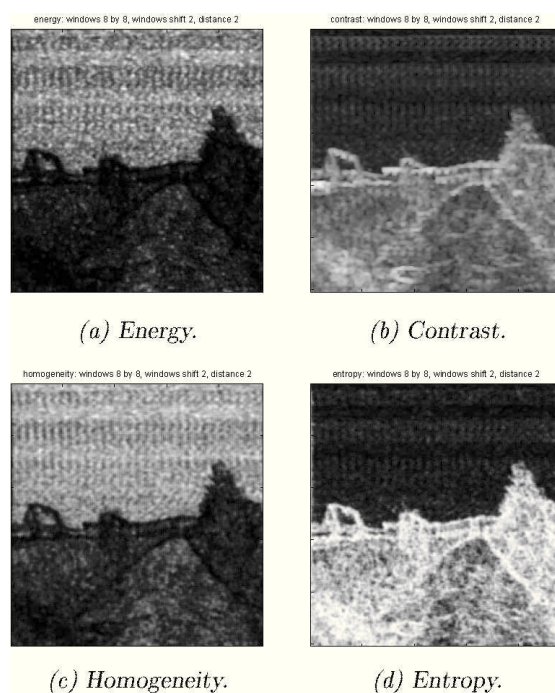 energy: windows 8 by 8, windows shift 2, distance 2
contrast: windows 8 by 8, windows shift 2, distance 2
(a) Energy.
(b) Contrast.
homogeneity: windows 8 by 8, windows shift 2, distance 2
entropy: windows 8 by 8, windows shift 2, distance 2
(c) Homogeneity.
(d) Entropy.